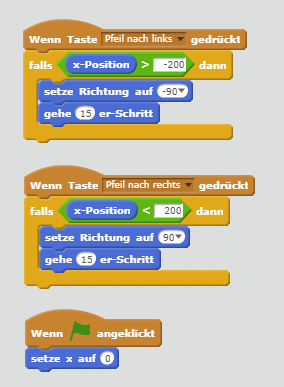 Wenn Taste Pfeil nach links gedrückt
falls x-Position > -200 dann
setze Richtung auf -90
gehe 15 er-Schritt
Wenn Taste Pfeil nach rechts gedrückt
falls x-Position < 200 dann
setze Richtung auf 90
gehe 15 er-Schritt
Wenn angeklickt
setze x auf 0